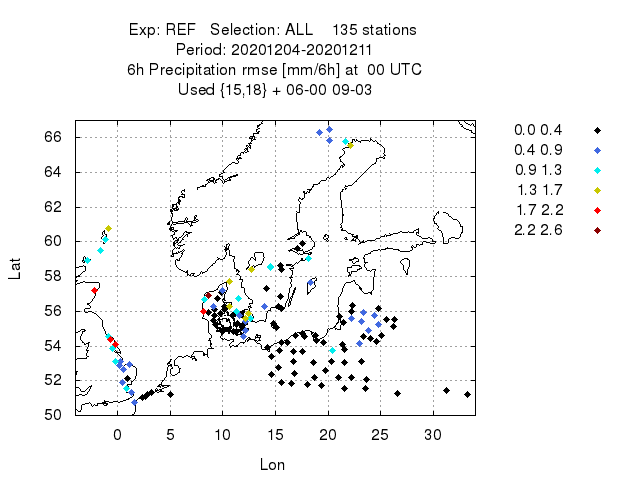 Exp: REF Selection: ALL 135 stations
Period: 20201204-20201211
6h Precipitation rmse [mm/6h] at 00 UTC
Used {15,18} + 06-00 09-03
0.0 0.4
0.4 0.9
0.9 1.3
1.3 1.7
1.7 2.2
2.2 2.6
66
64
62
60
58
56
54
52
50
Lat
0 5 10 15 20 25 30
Lon